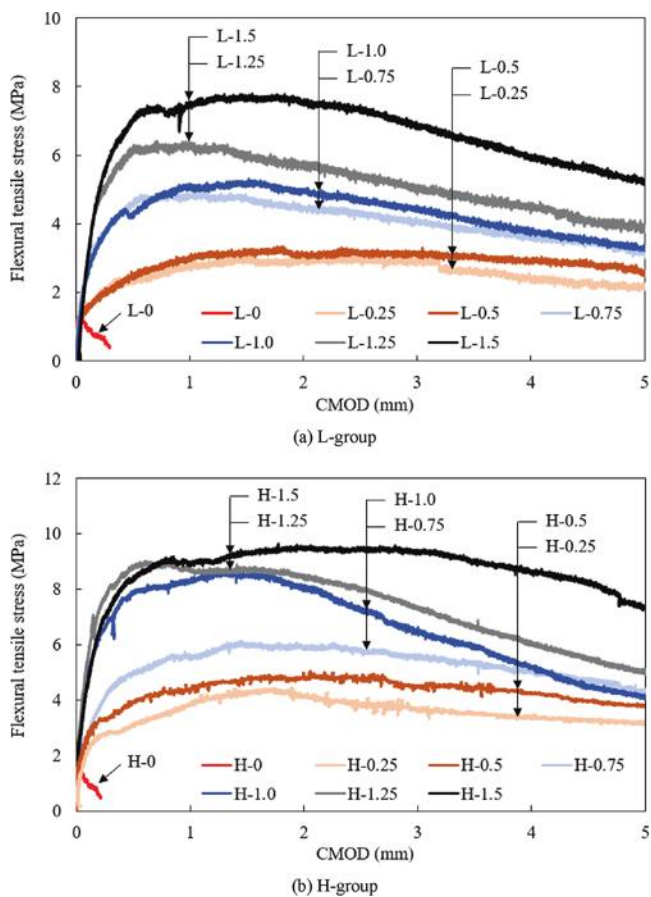 10
8
6
4
2
0
Flexural tensile stress (MPa)
L-1.5
L-1.25
L-1.0
L-0.75
L-0.5
L-0.25
L-0
L-0 L-0.25 L-0.5 L-0.75
L-1.0 L-1.25 L-1.5
0 1 2 3 4 5
CMOD (mm)
(a) L-group
12
10
8
6
4
2
0
Flexural tensile stress (MPa)
H-1.5
H-1.25
H-1.0
H-0.75
H-0.5
H-0.25
H-0
H-0 H-0.25 H-0.5 H-0.75
H-1.0 H-1.25 H-1.5
0 1 2 3 4 5
CMOD (mm)
(b) H-group